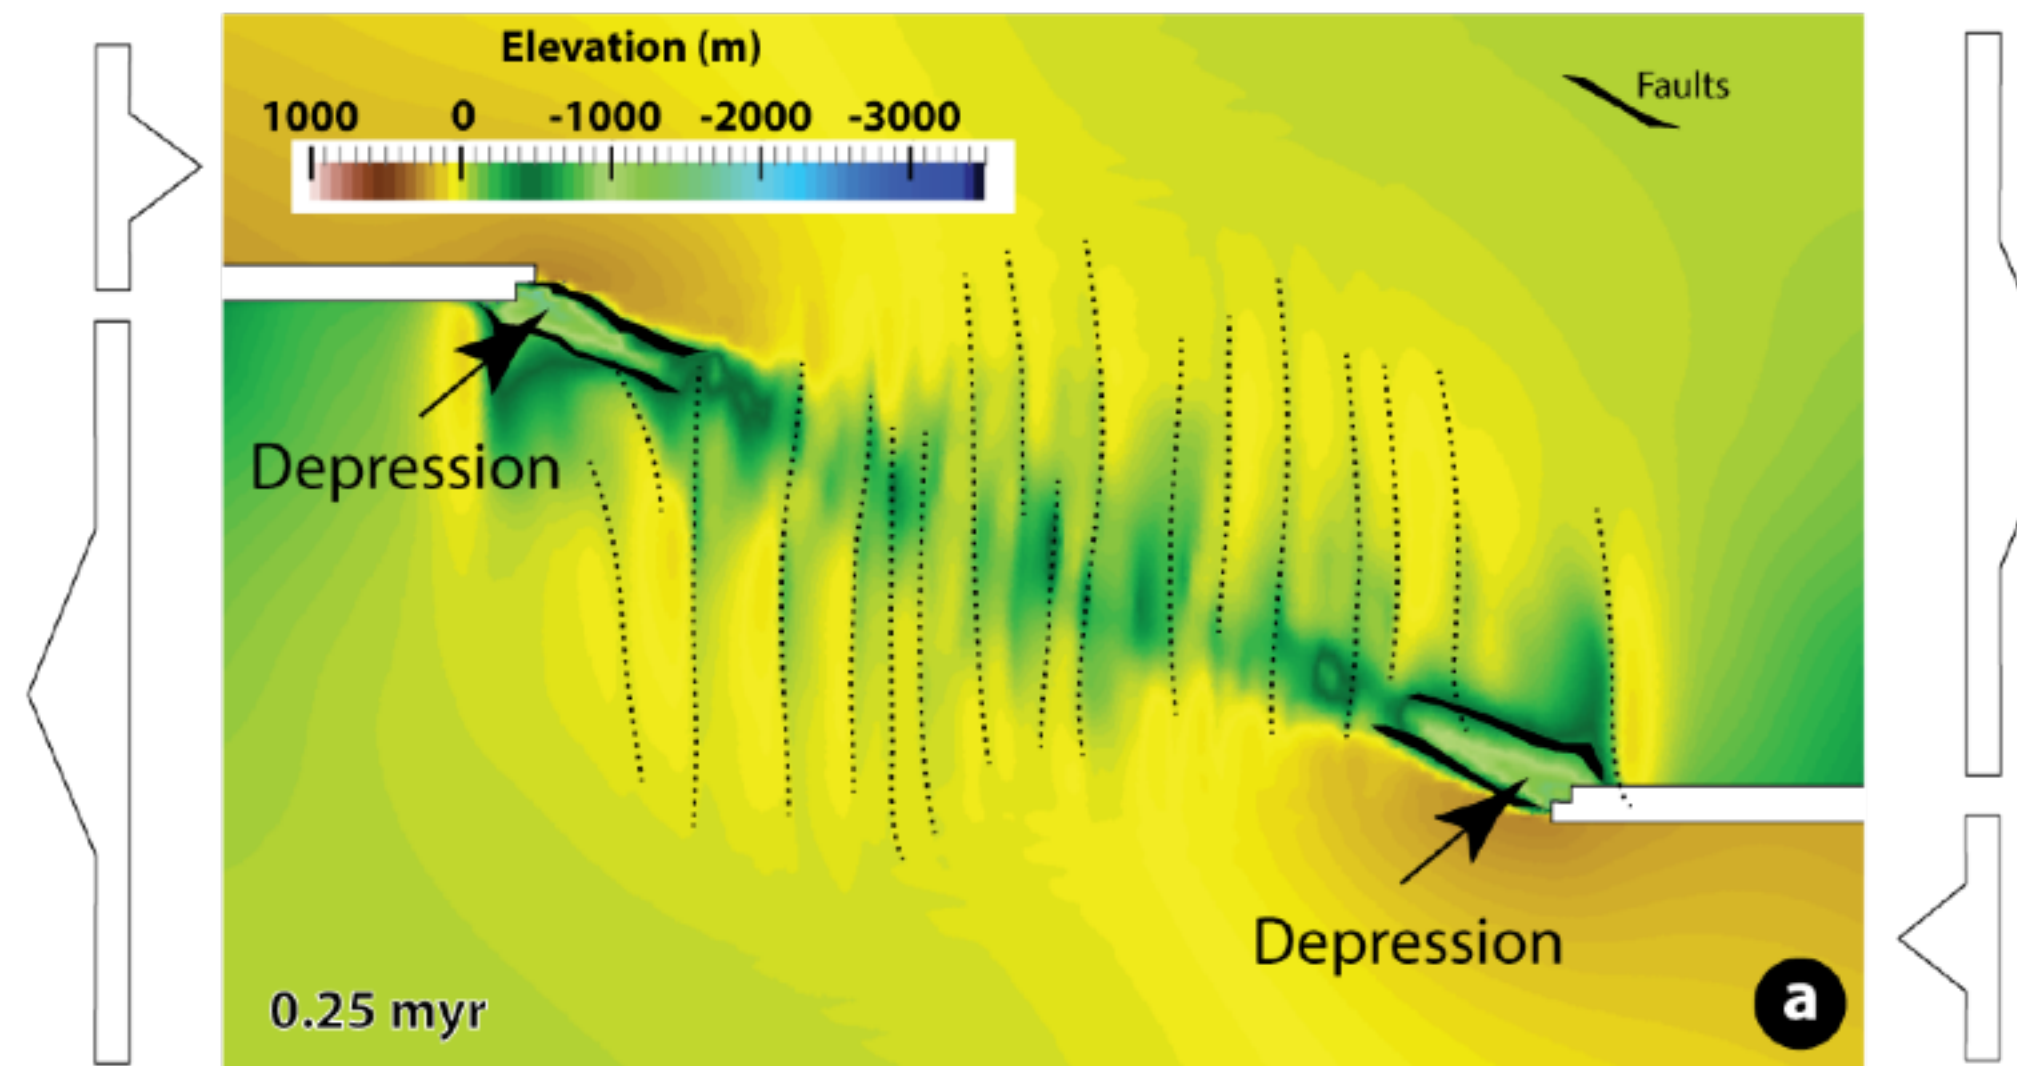 Elevation (m)
Faults
1000 0 -1000 -2000 -3000
Depression
Depression
0.25 myr
a